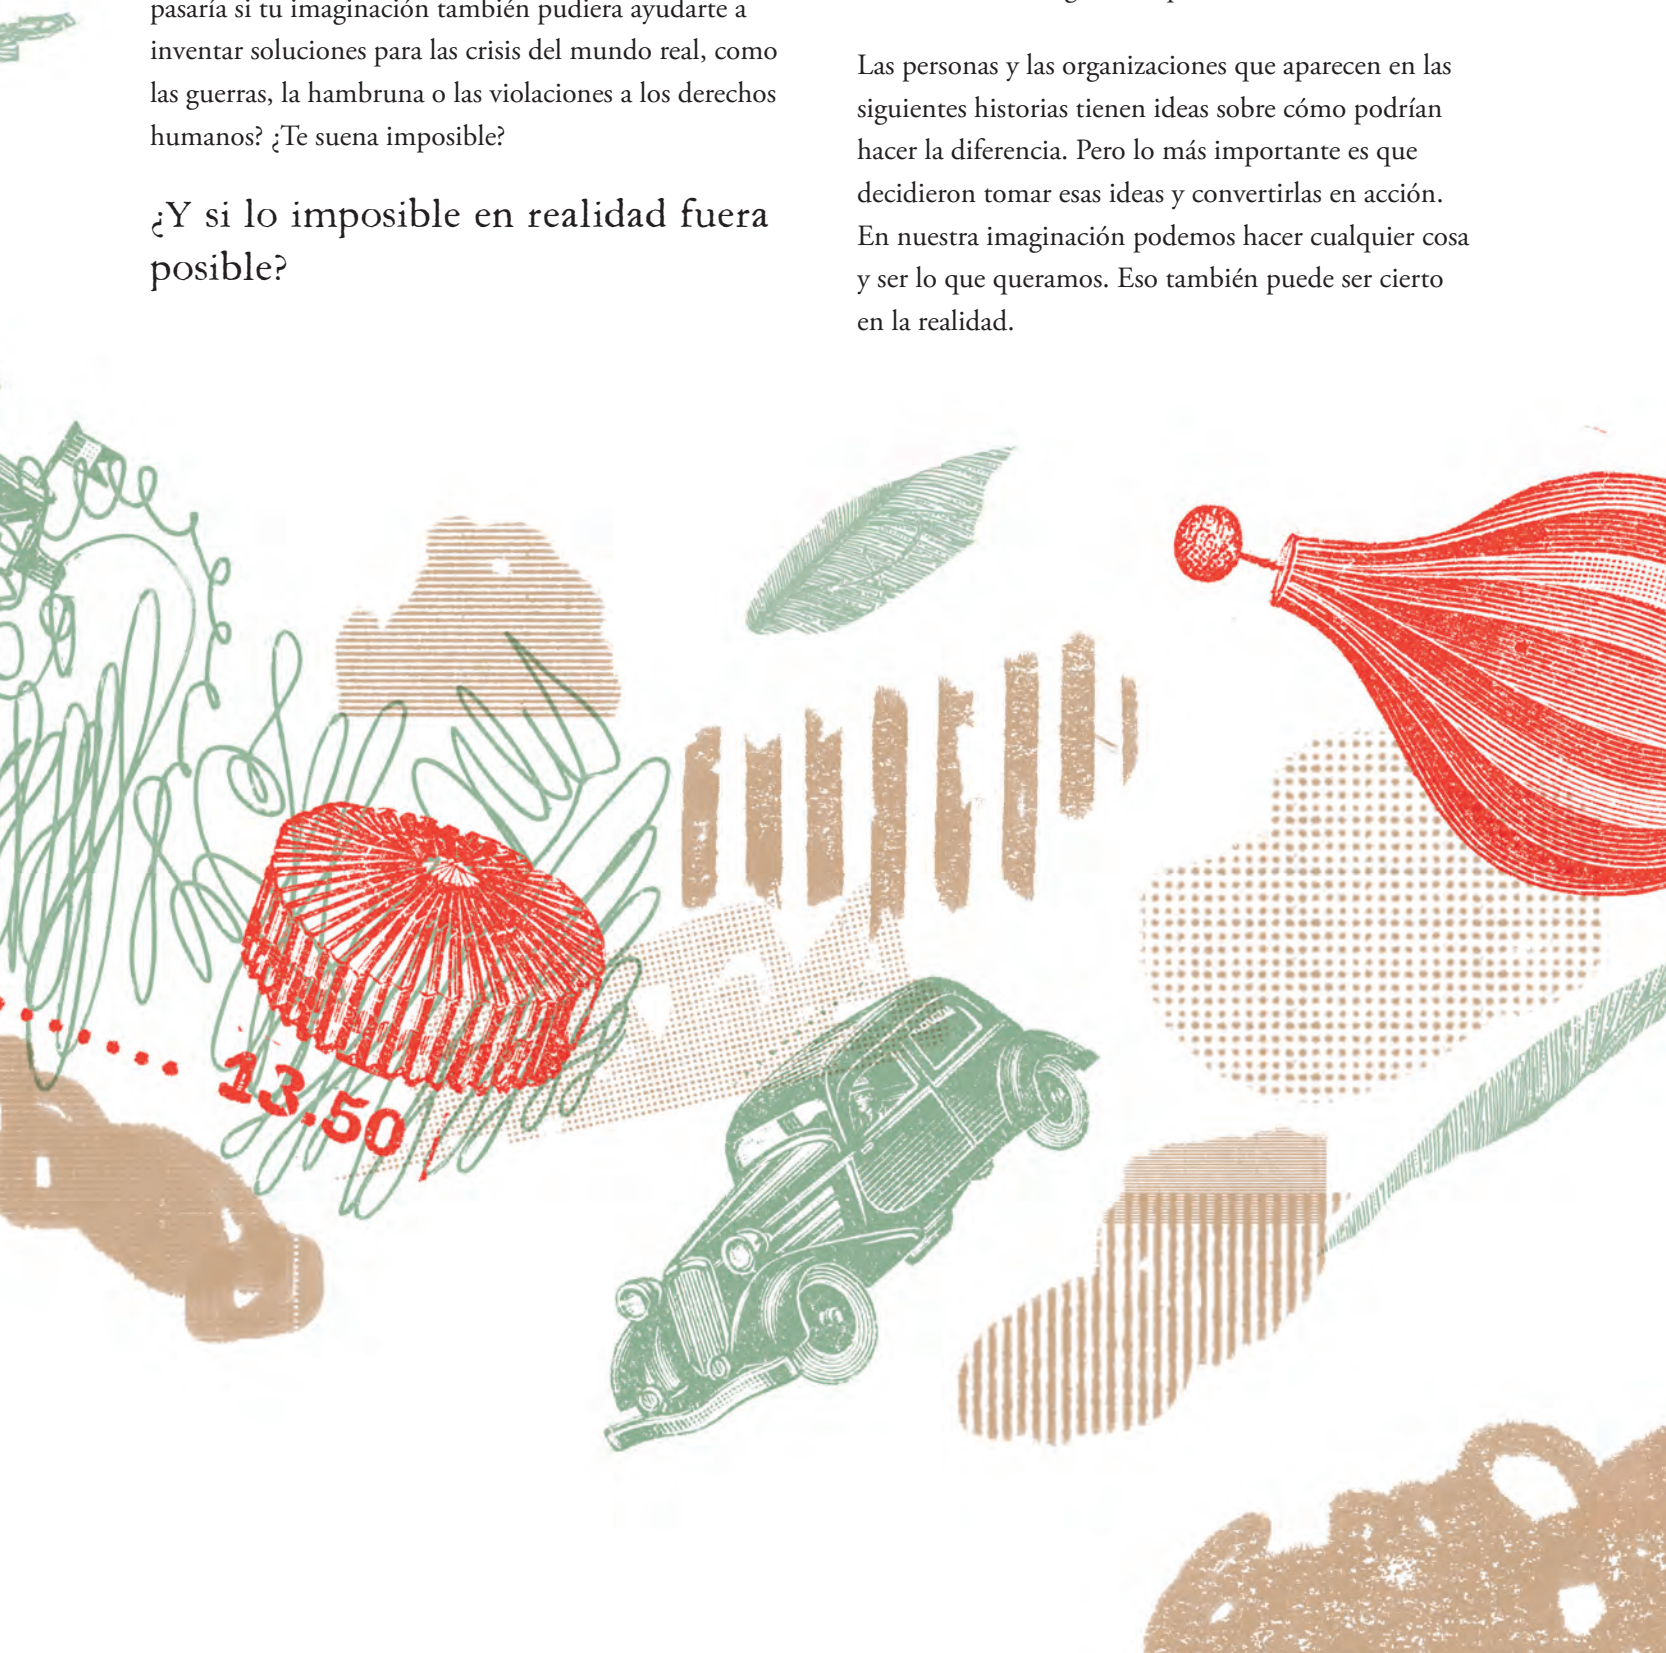 pasaría si tu imaginación también pudiera ayudarte a
inventar soluciones para las crisis del mundo real, como
las guerras, la hambruna o las violaciones a los derechos
humanos? ¿Te suena imposible?
¿Y si lo imposible en realidad fuera
posible?
Las personas y las organizaciones que aparecen en las
siguientes historias tienen ideas sobre cómo podrían
hacer la diferencia. Pero lo más importante es que
decidieron tomar esas ideas y convertirlas en acción.
En nuestra imaginación podemos hacer cualquier cosa
y ser lo que queramos. Eso también puede ser cierto
en la realidad.
13.50